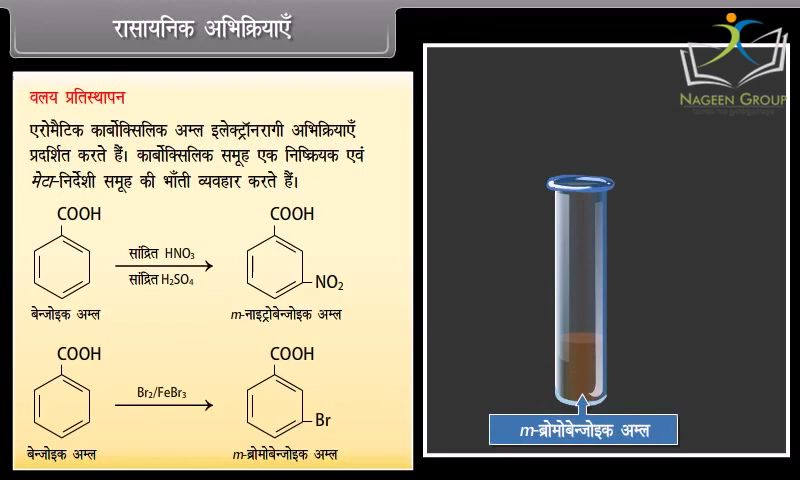 रासायनिक अभिक्रियाएँ
NAGEEN GROUP
वलय प्रतिस्थापन
एरोमैटिक कार्बोक्सिलिक अम्ल इलेक्ट्रॉनरागी अभिक्रियाएँ
प्रदर्शित करते हैं। कार्बोक्सिलिक समूह एक निष्क्रियक एवं
मेटा-निर्देशी समूह की भाँती व्यवहार करते हैं।
COOH
COOH
सांद्रित HNO₃
सांद्रित H₂SO₄
NO₂
बेन्जोइक अम्ल
m-नाइट्रोबेन्जोइक अम्ल
COOH
COOH
Br₂/FeBr₃
Br
बेन्जोइक अम्ल
m-ब्रोमोबेन्जोइक अम्ल
m-ब्रोमोबेन्जोइक अम्ल